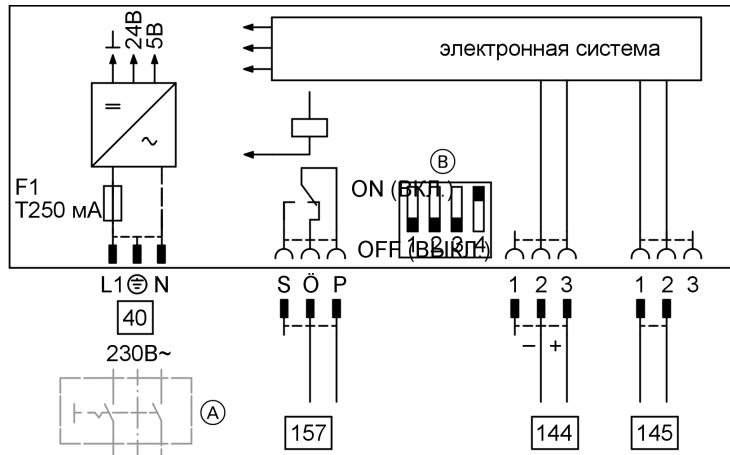 ⊥ 24В 5В
электронная система
= ~
F1
T250 мА
B
ON (ВКЛ.)
1 2 3 4
OFF (ВЫКЛ.)
L1 N S Ö P 1 2 3 1 2 3
40
– +
230В~
A
157 144 145